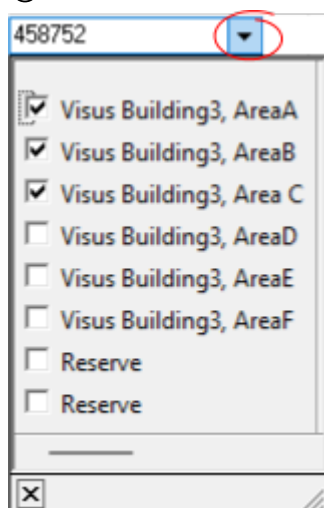 458752
Visus Building3, AreaA
Visus Building3, AreaB
Visus Building3, Area C
Visus Building3, AreaD
Visus Building3, AreaE
Visus Building3, AreaF
Reserve
Reserve